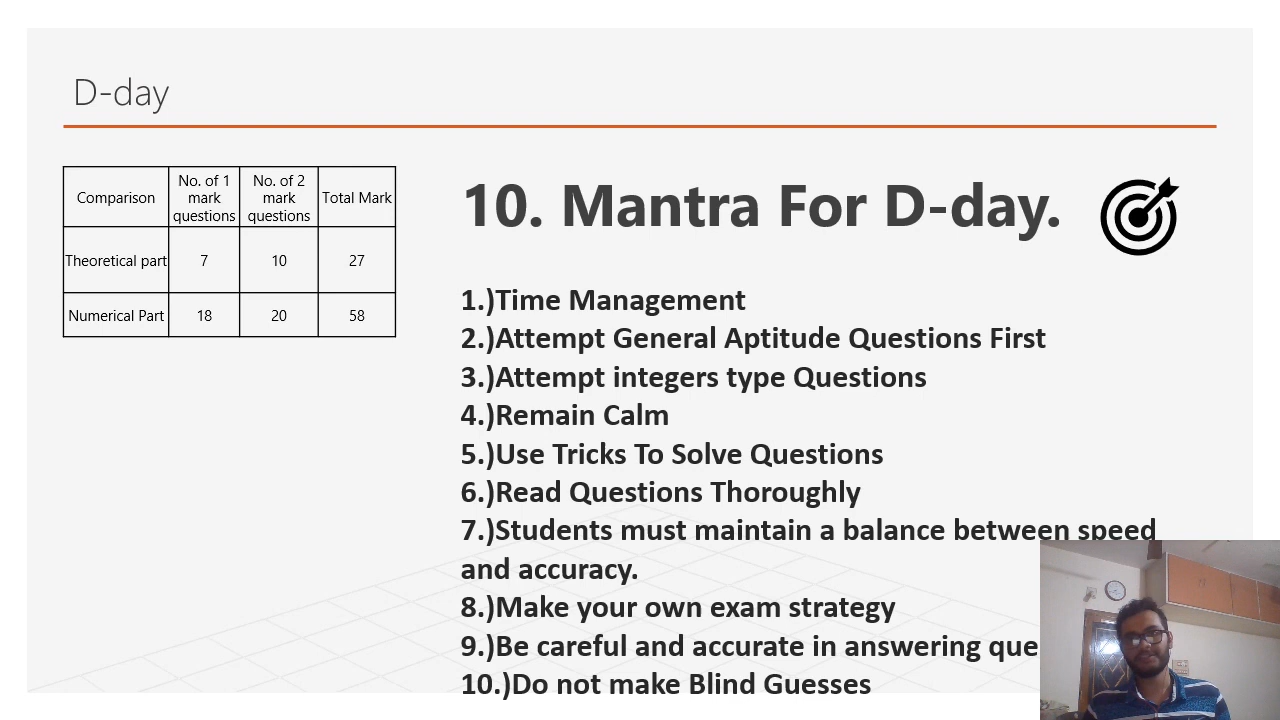 D-day
Comparison
No. of 1
mark
questions
No. of 2
mark
questions
Total Mark
Theoretical part
7
10
27
Numerical Part
18
20
58
10. Mantra For D-day.
1.)Time Management
2.)Attempt General Aptitude Questions First
3.)Attempt integers type Questions
4.)Remain Calm
5.)Use Tricks To Solve Questions
6.)Read Questions Thoroughly
7.)Students must maintain a balance between speed
and accuracy.
8.)Make your own exam strategy
9.)Be careful and accurate in answering
10.)Do not make Blind Guesses